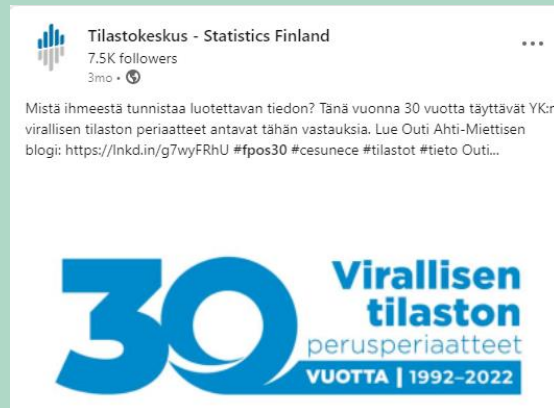 Tilastokeskus - Statistics Finland
7.5K followers
3mo •
Mistä ihmeestä tunnistaa luotettavan tiedon? Tänä vuonna 30 vuotta täyttävät YK:n
virallisen tilaston periaatteet antavat tähän vastauksia. Lue Outi Ahti-Miettisen
blogi: https://lnkd.in/g7wyFRhU #fpos30 #cesunece #tilastot #tieto Outi...
30 Virallisen
tilaston
perusperiaatteet
VUOTTA | 1992–2022